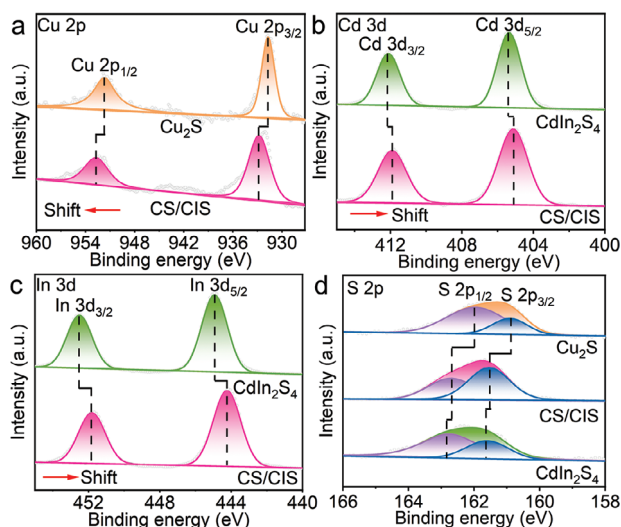 a
Cu 2p
Cu 2p3/2
Cu 2p1/2
Cu2S
CS/CIS
Shift
Intensity (a.u.)
960 951 942 933 930
Binding energy (eV)
b
Cd 3d
Cd 3d5/2
Cd 3d3/2
CdIn2S4
CS/CIS
Shift
Intensity (a.u.)
412 408 404 400
Binding energy (eV)
c
In 3d
In 3d5/2
In 3d3/2
CdIn2S4
CS/CIS
Shift
Intensity (a.u.)
452 448 444 440
Binding energy (eV)
d
S 2p
S 2p1/2
S 2p3/2
Cu2S
CS/CIS
CdIn2S4
Intensity (a.u.)
166 164 162 160 158
Binding energy (eV)